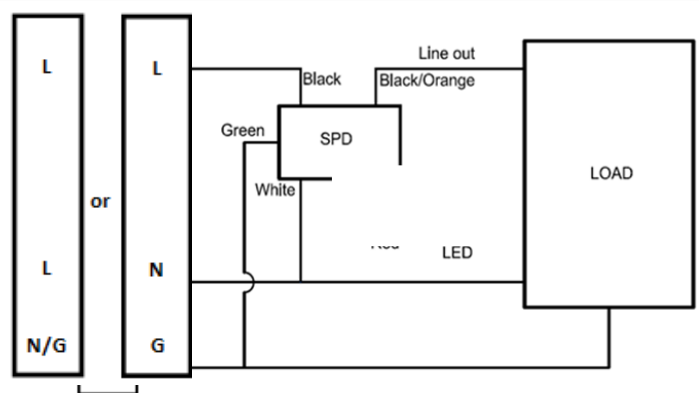 L
L
Line out
Black
Black/Orange
Green
SPD
LOAD
White
or
LED
L
N
N/G
G